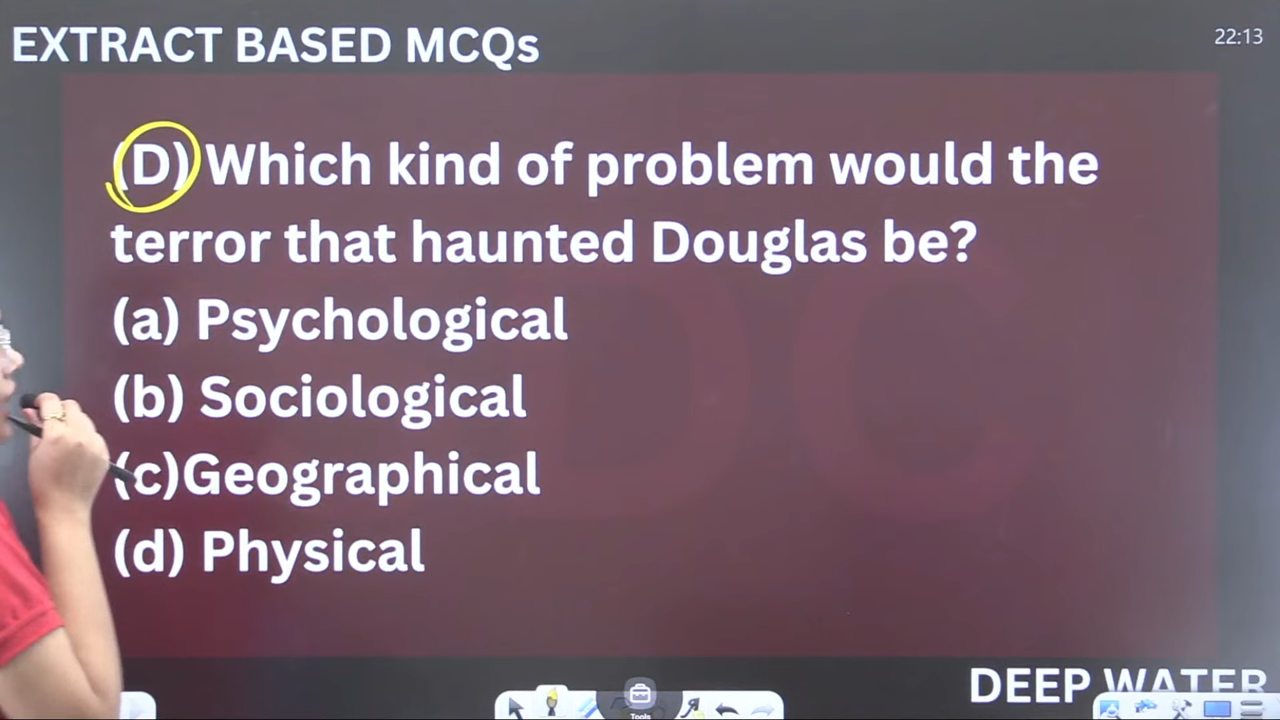 EXTRACT BASED MCQs
22:13
(D) Which kind of problem would the
terror that haunted Douglas be?
(a) Psychological
(b) Sociological
(c)Geographical
(d) Physical
DEEP WATER
Tools